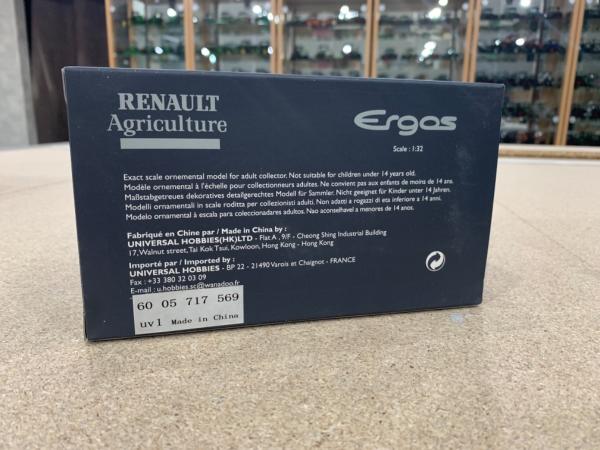 RENAULT
Agriculture
Ergos
Scale : 1:32
Exact scale ornemental model for adult collector. Not suitable for children under 14 years old.
Modèle ornemental à l'échelle pour collectionneurs adultes. Ne convient pas aux enfants de moins de 14 ans.
Maßstabgetreues dekoratives detailgerechtes Modell für Sammler. Nicht geeignet für Kinder unter 14 Jahren.
Modelli ornamentali in scale roditta per collezionisti adulti. Non adatti a rogazzi di eta inferiore a 14 anni.
Modelo ornamental à escala para coleccionadares adultos. Nao aconselhavel a menores de 14 anos.
Fabriqué en Chine par / Made in China by :
UNIVERSAL HOBBIES(HK)LTD - Flat A , 9/F - Cheong Shing Industrial Building
17, Walnut street, Tai Kok Tsui, Kowloon, Hong Kong - Hong Kong
Importé par / Imported by :
UNIVERSAL HOBBIES - BP 22 - 21490 Varois et Chaignot - FRANCE
Fax : +33 380 32 03 09
E-mail : u.hobbies.sc@wanadoo.fr
60 05 717 569
uv1 Made in China